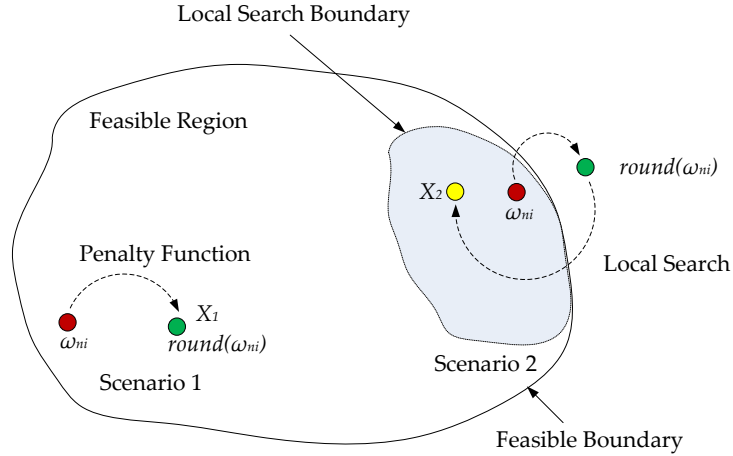 Local Search Boundary
Feasible Region
round(ωni)
X2
ωni
Penalty Function
Local Search
X1
ωni
round(ωni)
Scenario 2
Scenario 1
Feasible Boundary